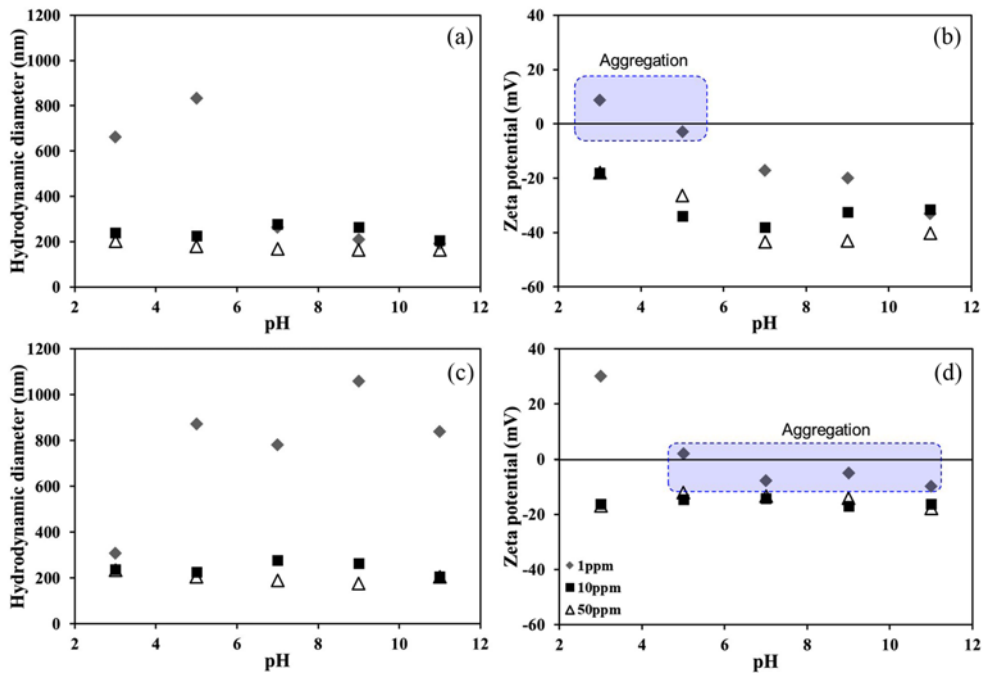 (a)
Hydrodynamic diameter (nm)
1200
1000
800
600
400
200
0
2 4 6 8 10 12
pH
(b)
Zeta potential (mV)
Aggregation
40
20
0
-20
-40
-60
2 4 6 8 10 12
pH
(c)
Hydrodynamic diameter (nm)
1200
1000
800
600
400
200
0
2 4 6 8 10 12
pH
(d)
Zeta potential (mV)
Aggregation
40
20
0
-20
-40
-60
1ppm
10ppm
50ppm
2 4 6 8 10 12
pH